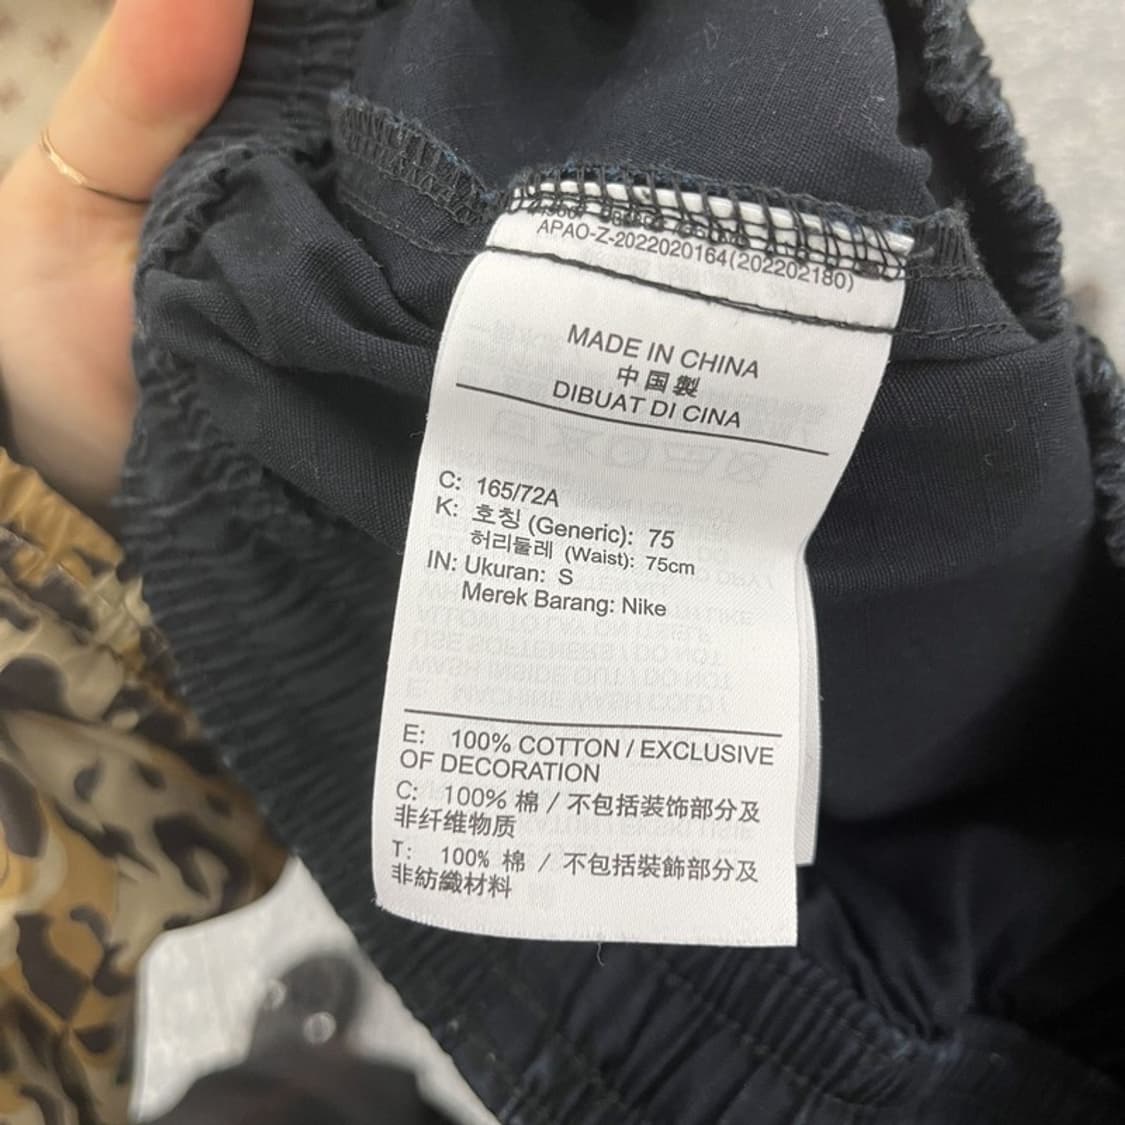 APAO-Z-2022020164(202202180)
MADE IN CHINA
中国製
DIBUAT DI CINA
C: 165/72A
K: 호칭 (Generic): 75
허리둘레 (Waist): 75cm
IN: Ukuran: S
Merek Barang: Nike
E: 100% COTTON / EXCLUSIVE
OF DECORATION
C: 100% 棉 / 不包括装饰部分及
非纤维物质
T: 100% 棉 / 不包括裝飾部分及
非紡織材料